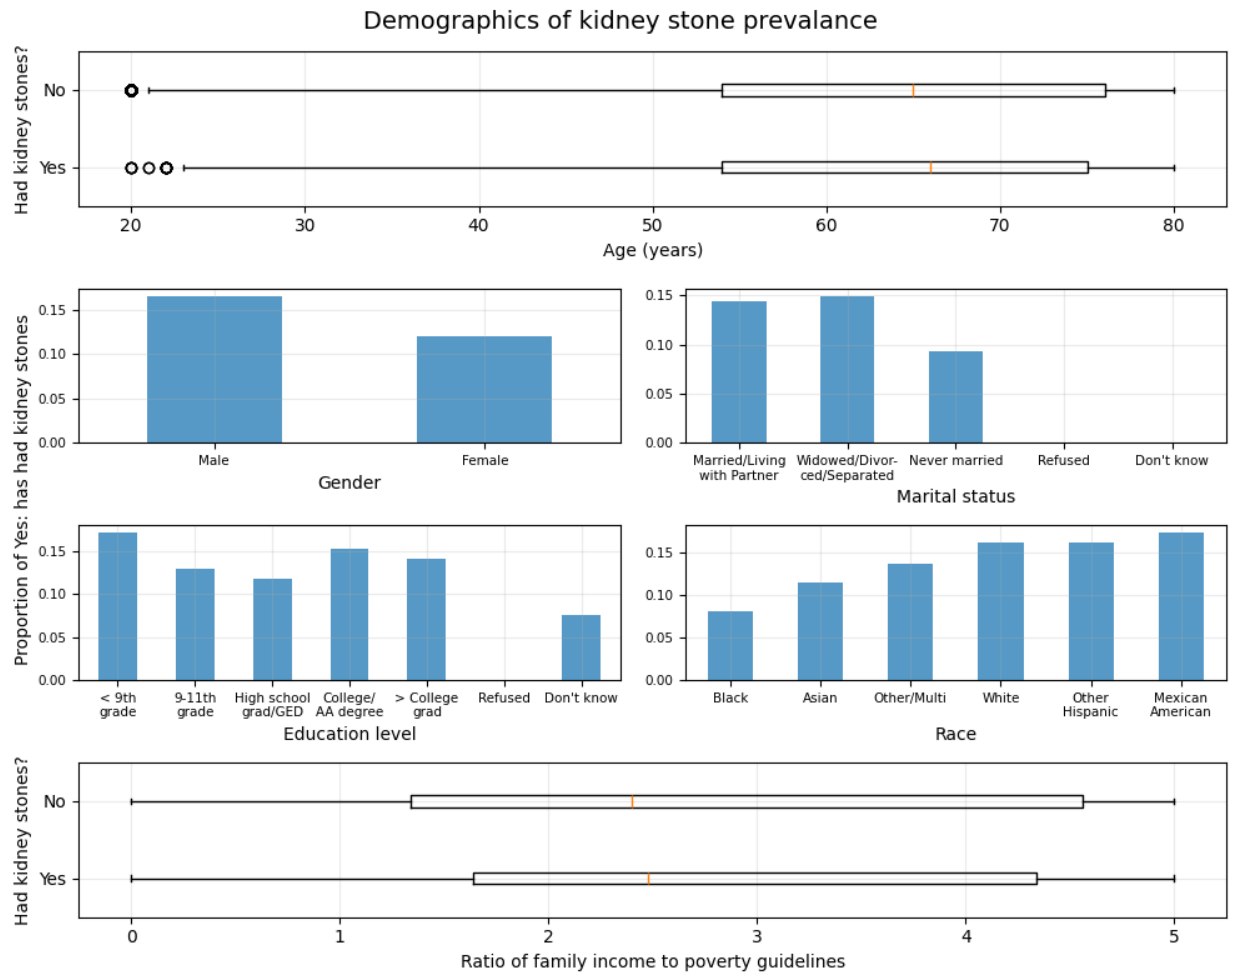 Demographics of kidney stone prevalance
Had kidney stones?
No
Yes
20 30 40 50 60 70 80
Age (years)
Proportion of Yes: has had kidney stones
0.15
0.10
0.05
0.00
Male Female
Gender
0.15
0.10
0.05
0.00
Married/Living with Partner
Widowed/Divor-
ced/Separated
Never married
Refused
Don't know
Marital status
0.15
0.10
0.05
0.00
< 9th
grade
9-11th
grade
High school
grad/GED
College/
AA degree
> College
grad
Refused
Don't know
Education level
0.15
0.10
0.05
0.00
Black
Asian
Other/Multi
White
Other
Hispanic
Mexican
American
Race
Had kidney stones?
No
Yes
0 1 2 3 4 5
Ratio of family income to poverty guidelines